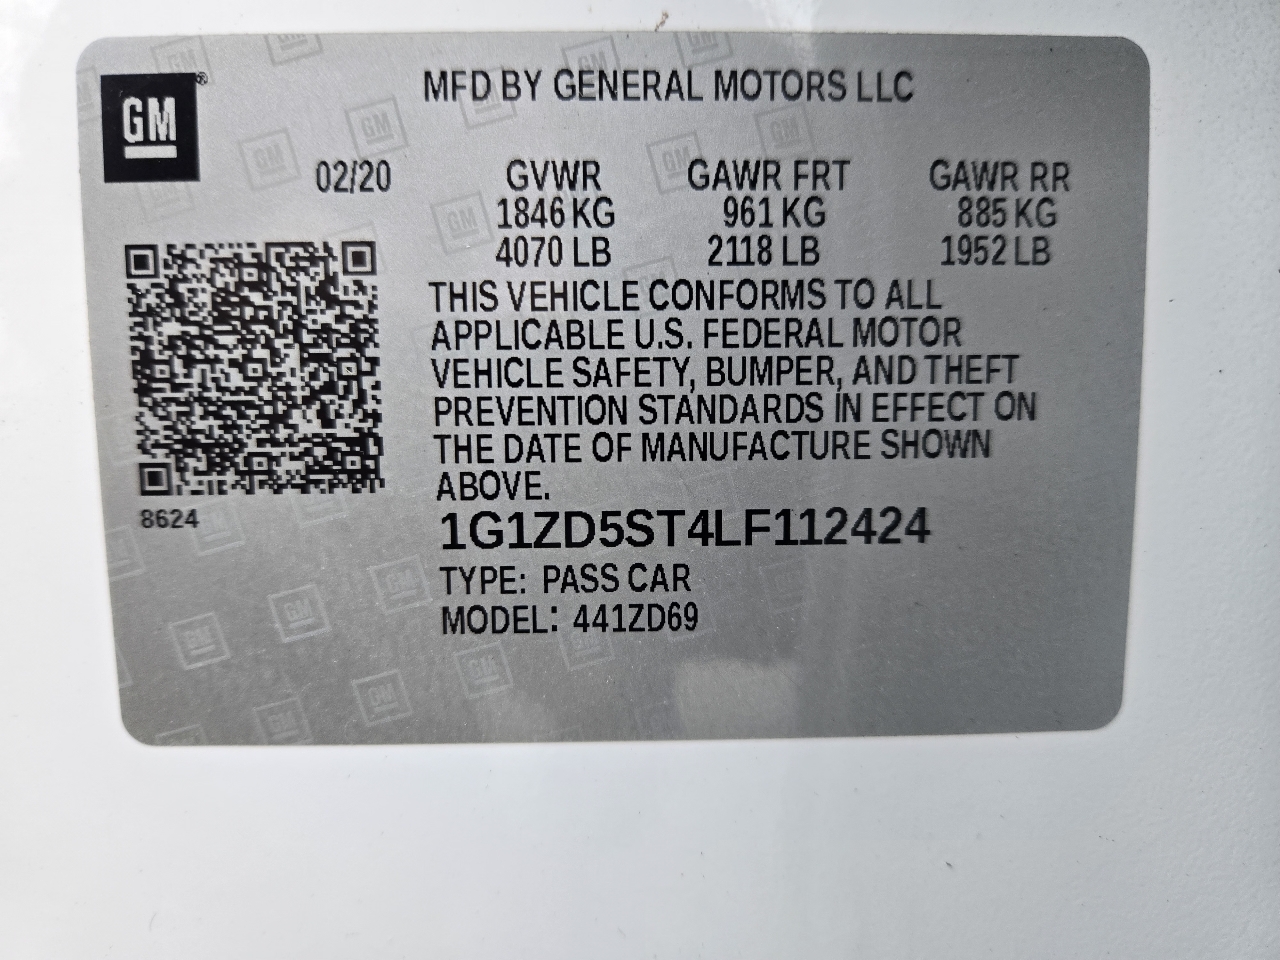 GM®
MFD BY GENERAL MOTORS LLC
02/20 GVWR GAWR FRT GAWR RR
1846 KG 961 KG 885 KG
4070 LB 2118 LB 1952 LB
THIS VEHICLE CONFORMS TO ALL
APPLICABLE U.S. FEDERAL MOTOR
VEHICLE SAFETY, BUMPER, AND THEFT
PREVENTION STANDARDS IN EFFECT ON
THE DATE OF MANUFACTURE SHOWN
ABOVE.
8624
1G1ZD5ST4LF112424
TYPE: PASS CAR
MODEL: 441ZD69